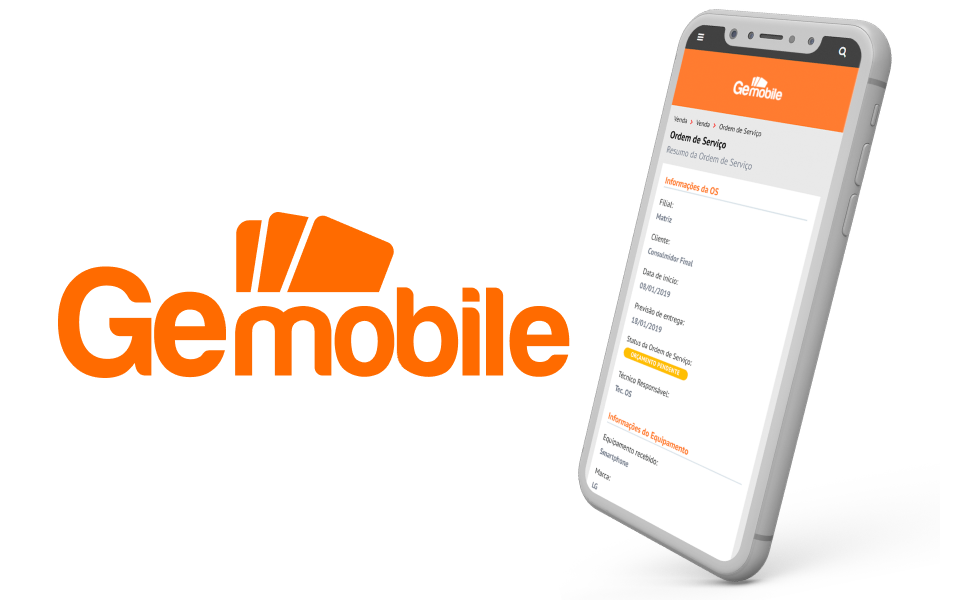 Gemobile
Gemobile
Venda > Venda > Ordem de Serviço
Ordem de Serviço
Resumo da Ordem de Serviço
Informações da OS
Filial:
Matriz
Cliente:
Consulmidor Final
Data de início:
08/01/2019
Previsão de entrega:
18/01/2019
Status da Ordem de Serviço:
ORÇAMENTO PENDENTE
Técnico Responsável:
Tec. OS
Informações do Equipamento
Equipamento recebido:
Smartphone
Marca:
LG